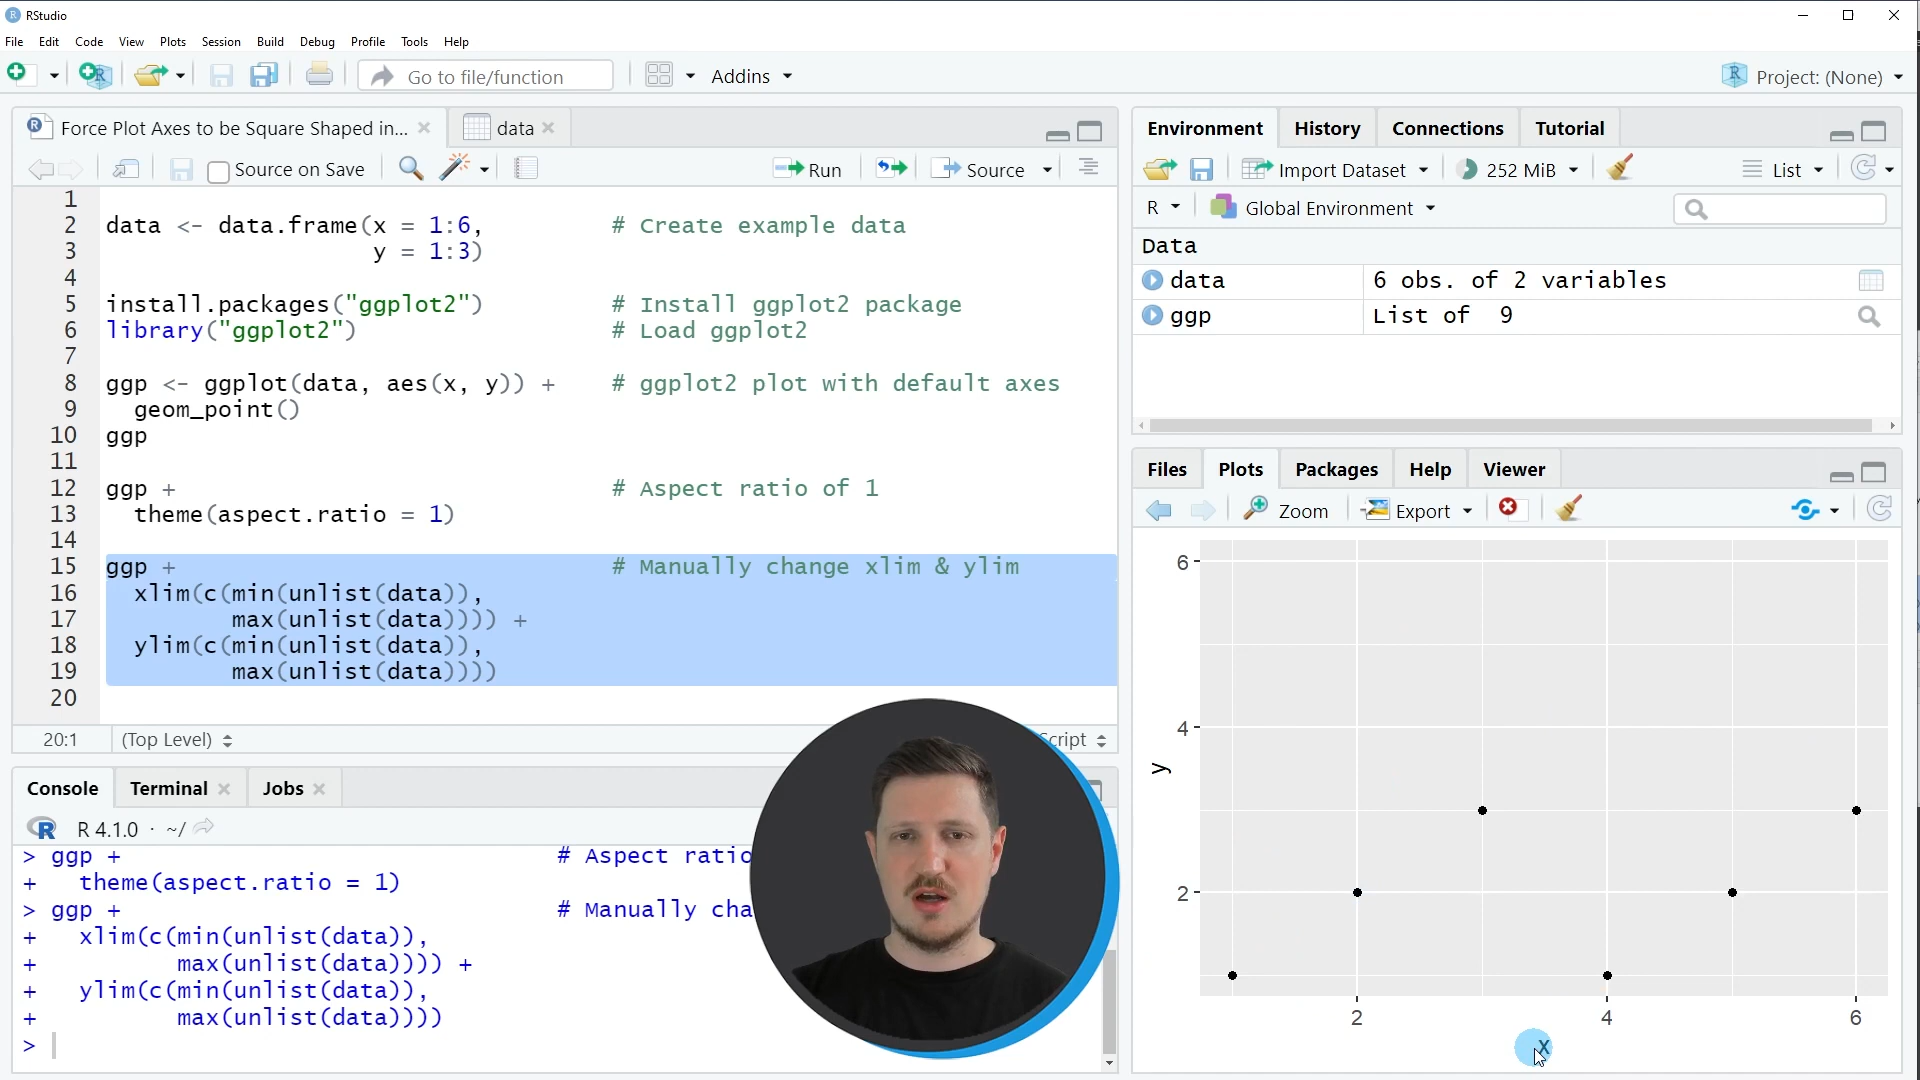 RStudio
File Edit Code View Plots Session Build Debug Profile Tools Help
Go to file/function
Addins
Project: (None)
Force Plot Axes to be Square Shaped in...
data
Source on Save
Run
Source
1
2 data <- data.frame(x = 1:6, # Create example data
3 y = 1:3)
4
5 install.packages("ggplot2") # Install ggplot2 package
6 library("ggplot2") # Load ggplot2
7
8 ggp <- ggplot(data, aes(x, y)) + # ggplot2 plot with default axes
9 geom_point()
10 ggp
11
12 ggp + # Aspect ratio of 1
13 theme(aspect.ratio = 1)
14
15 ggp + # Manually change xlim & ylim
16 xlim(c(min(unlist(data)),
17 max(unlist(data)))) +
18 ylim(c(min(unlist(data)),
19 max(unlist(data))))
20
20:1 (Top Level) Script
Console Terminal Jobs
R 4.1.0 · ~/
> ggp + # Aspect ratio
+ theme(aspect.ratio = 1)
> ggp + # Manually cha
+ xlim(c(min(unlist(data)),
+ max(unlist(data)))) +
+ ylim(c(min(unlist(data)),
+ max(unlist(data))))
>
Environment History Connections Tutorial
Import Dataset 252 MiB List
R Global Environment
Data
data 6 obs. of 2 variables
ggp List of 9
Files Plots Packages Help Viewer
Zoom Export
6
4
y
2
2 4 6
x